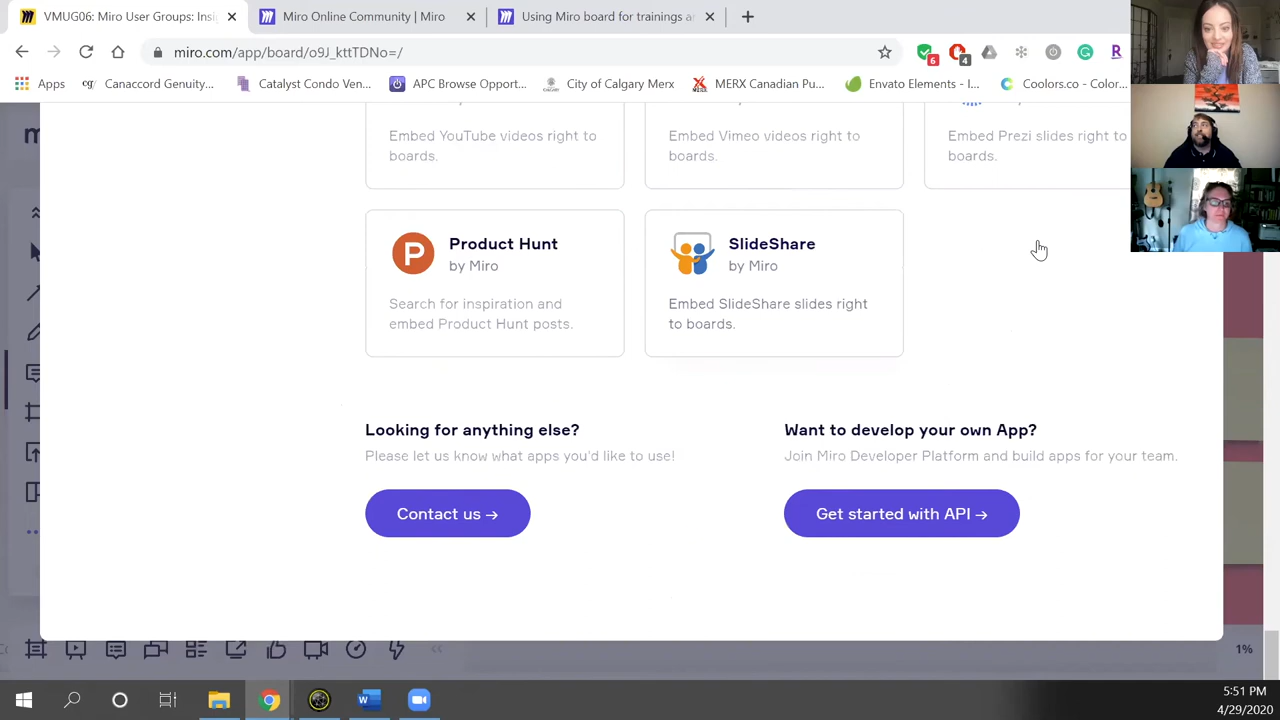 VMUG06: Miro User Groups: Insi
Miro Online Community | Miro
Using Miro board for trainings a
miro.com/app/board/o9J_kttTDNo=/
6
4
R
Apps
cg
Canaccord Genuity...
Catalyst Condo Ven...
APC Browse Opport...
City of Calgary Merx
MERX Canadian Pu...
Envato Elements - I...
Coolors.co - Color...
Embed YouTube videos right to
boards.
Embed Vimeo videos right to
boards.
Embed Prezi slides right to
boards.
P
Product Hunt
by Miro
Search for inspiration and
embed Product Hunt posts.
SlideShare
by Miro
Embed SlideShare slides right
to boards.
Looking for anything else?
Please let us know what apps you'd like to use!
Contact us →
Want to develop your own App?
Join Miro Developer Platform and build apps for your team.
Get started with API →
1%
5:51 PM
4/29/2020